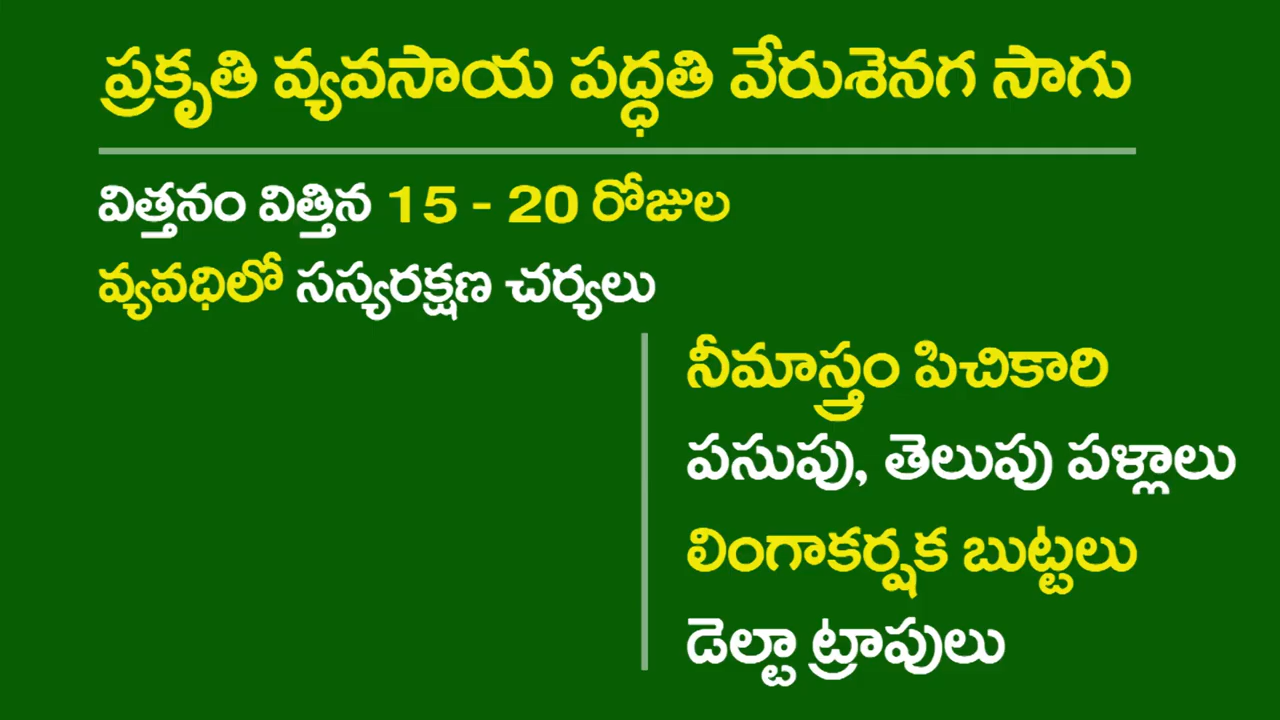 ప్రకృతి వ్యవసాయ పద్ధతి వేరుశెనగ సాగు
విత్తనం విత్తిన 15 - 20 రోజుల
వ్యవధిలో సస్యరక్షణ చర్యలు
నీమాస్త్రం పిచికారి
పసుపు, తెలుపు పళ్లాలు
లింగాకర్షక బుట్టలు
డెల్టా ట్రాపులు